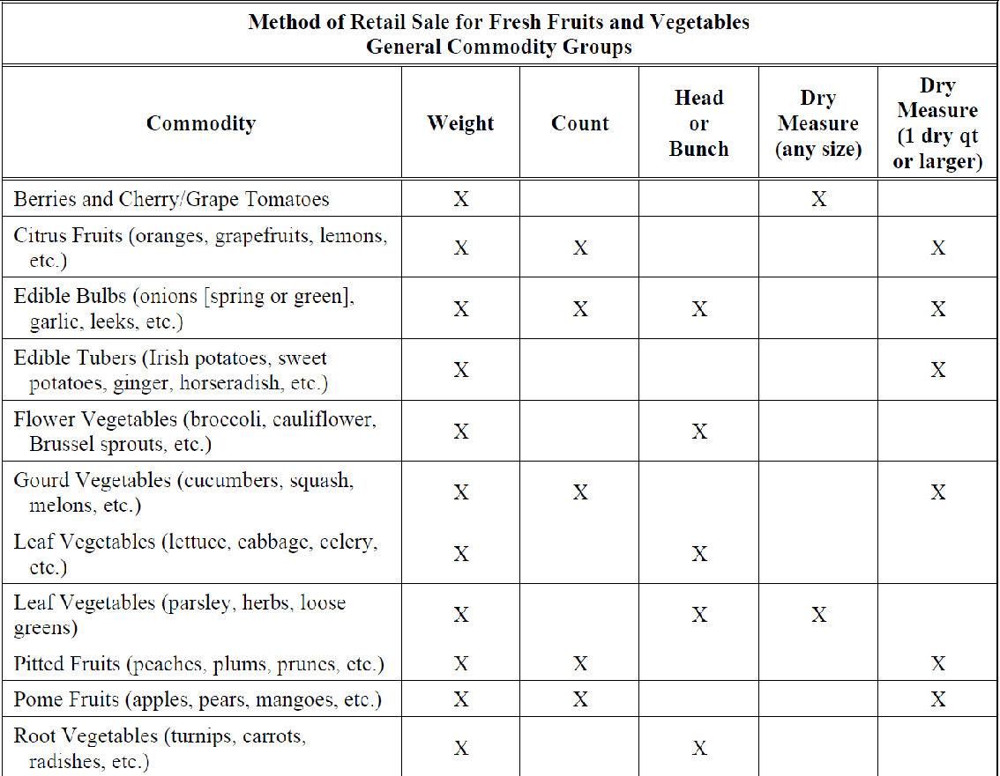 Method of Retail Sale for Fresh Fruits and Vegetables
General Commodity Groups
Commodity Weight Count Head or Bunch Dry Measure (any size) Dry Measure (1 dry qt or larger)
Berries and Cherry/Grape Tomatoes X X
Citrus Fruits (oranges, grapefruits, lemons,
etc.) X X X
Edible Bulbs (onions [spring or green],
garlic, leeks, etc.) X X X X
Edible Tubers (Irish potatoes, sweet
potatoes, ginger, horseradish, etc.) X X
Flower Vegetables (broccoli, cauliflower,
Brussel sprouts, etc.) X X
Gourd Vegetables (cucumbers, squash,
melons, etc.) X X X
Leaf Vegetables (lettuce, cabbage, celery,
etc.) X X
Leaf Vegetables (parsley, herbs, loose
greens) X X X
Pitted Fruits (peaches, plums, prunes, etc.) X X X
Pome Fruits (apples, pears, mangoes, etc.) X X X
Root Vegetables (turnips, carrots,
radishes, etc.) X X